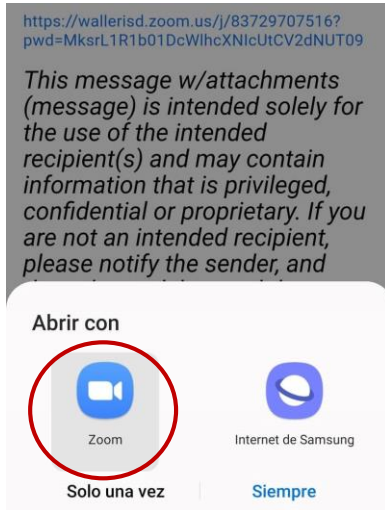 https://wallerisd.zoom.us/j/83729707516?
pwd=MksrL1R1b01DcWlhcXNIcUtCV2dNUT09
This message w/attachments
(message) is intended solely for
the use of the intended
recipient(s) and may contain
information that is privileged,
confidential or proprietary. If you
are not an intended recipient,
please notify the sender, and
Abrir con
Zoom
Internet de Samsung
Solo una vez
Siempre